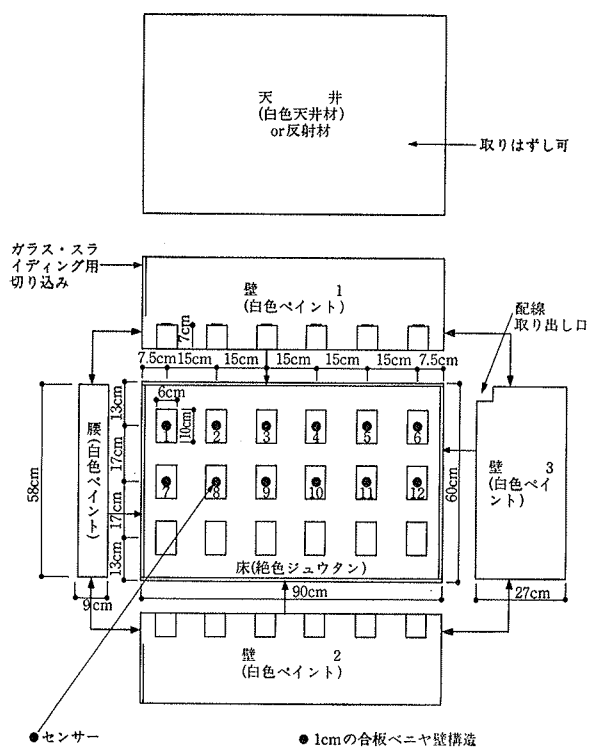 天　　　井
(白色天井材)
or反射材
取りはずし可
ガラス・スラ
イディング用
切り込み
壁　　　1
(白色ペイント)
7cm
配線
取り出し口
7.5cm 15cm 15cm 15cm 15cm 15cm 7.5cm
13cm
17cm
17cm
13cm
58cm
腰(白色ペイント)
9cm
6cm
10cm
1 2 3 4 5 6
7 8 9 10 11 12
床(絶色ジュウタン)
90cm
60cm
壁　　　3
(白色ペイ
ント)
27cm
壁　　　2
(白色ペイント)
●センサー
●1cmの合板ベニヤ壁構造